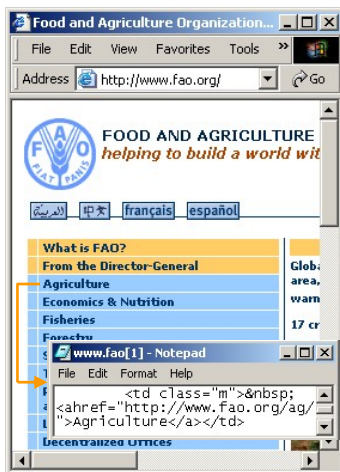 Food and Agriculture Organization...
File Edit View Favorites Tools »
Address http://www.fao.org/ Go
F A O
FIAT PANIS
FOOD AND AGRICULTURE
helping to build a world wit
العربية 中文 français español
What is FAO?
From the Director-General
Agriculture
Economics & Nutrition
Fisheries
Forestry
Globa
area,
warn
17 cr
www.fao[1] - Notepad
File Edit Format Help
<td class="m">&nbsp;
<ahref="http://www.fao.org/ag/
">Agriculture</a></td>
Decentralized Offices